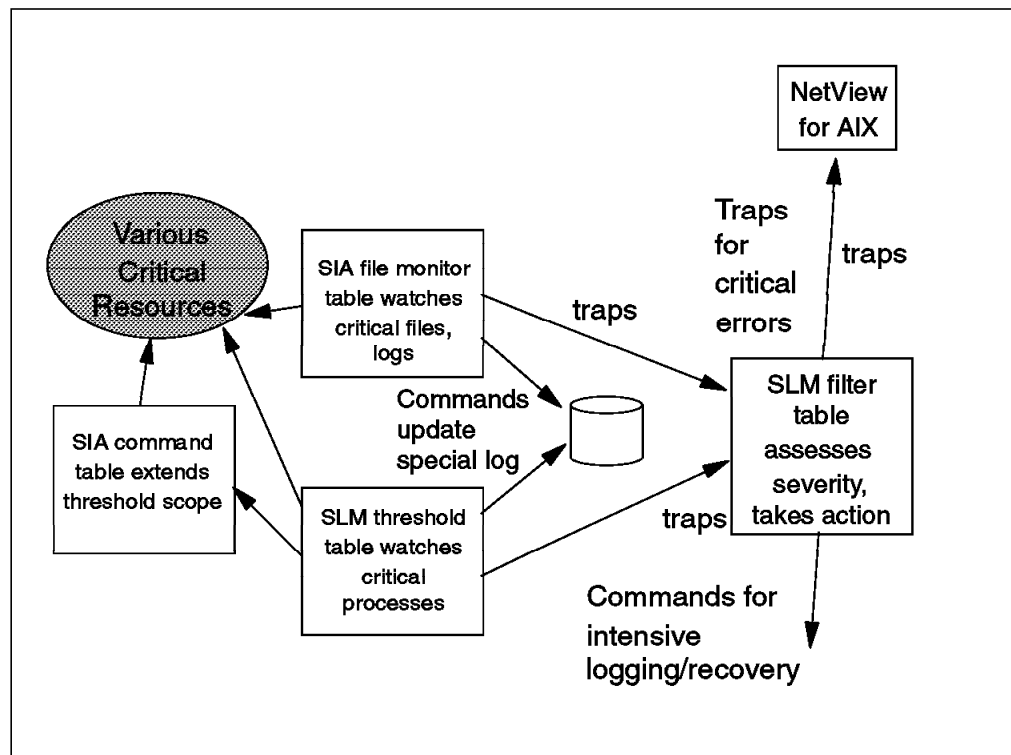 NetView
for AIX
Traps
for
critical
errors
traps
Various
Critical
Resources
SIA file monitor
table watches
critical files,
logs
traps
Commands
update
special log
SIA command
table extends
threshold scope
SLM threshold
table watches
critical
processes
traps
SLM filter
table
assesses
severity,
takes action
Commands for
intensive
logging/recovery